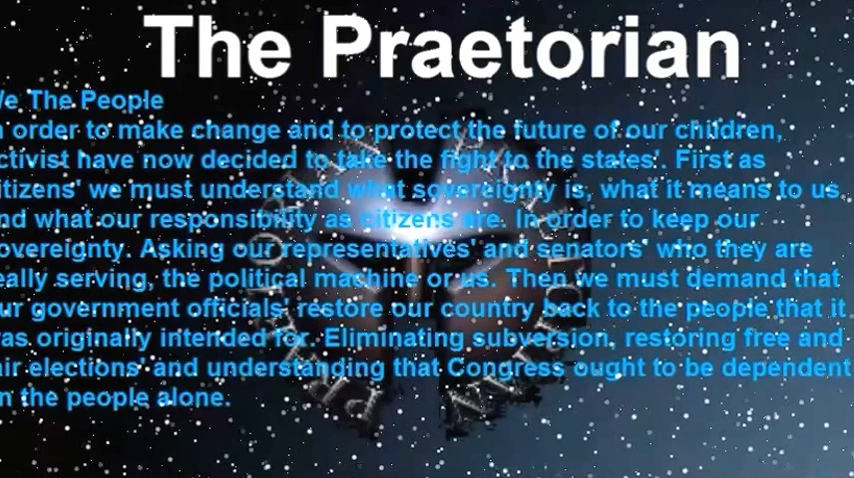 The Praetorian
e The People
order to make change and to protect the future of our children,
ctivist have now decided to take the fight to the states'. First as
itizens' we must understand what sovereignty is, what it means to us
nd what our responsibility as citizens are. In order to keep our
overeignty. Asking our representatives' and senators' who they are
eally serving, the political machine or us. Then we must demand that
ur government officials' restore our country back to the people that it
as originally intended for. Eliminating subversion, restoring free and
air elections' and understanding that Congress ought to be dependent
n the people alone.